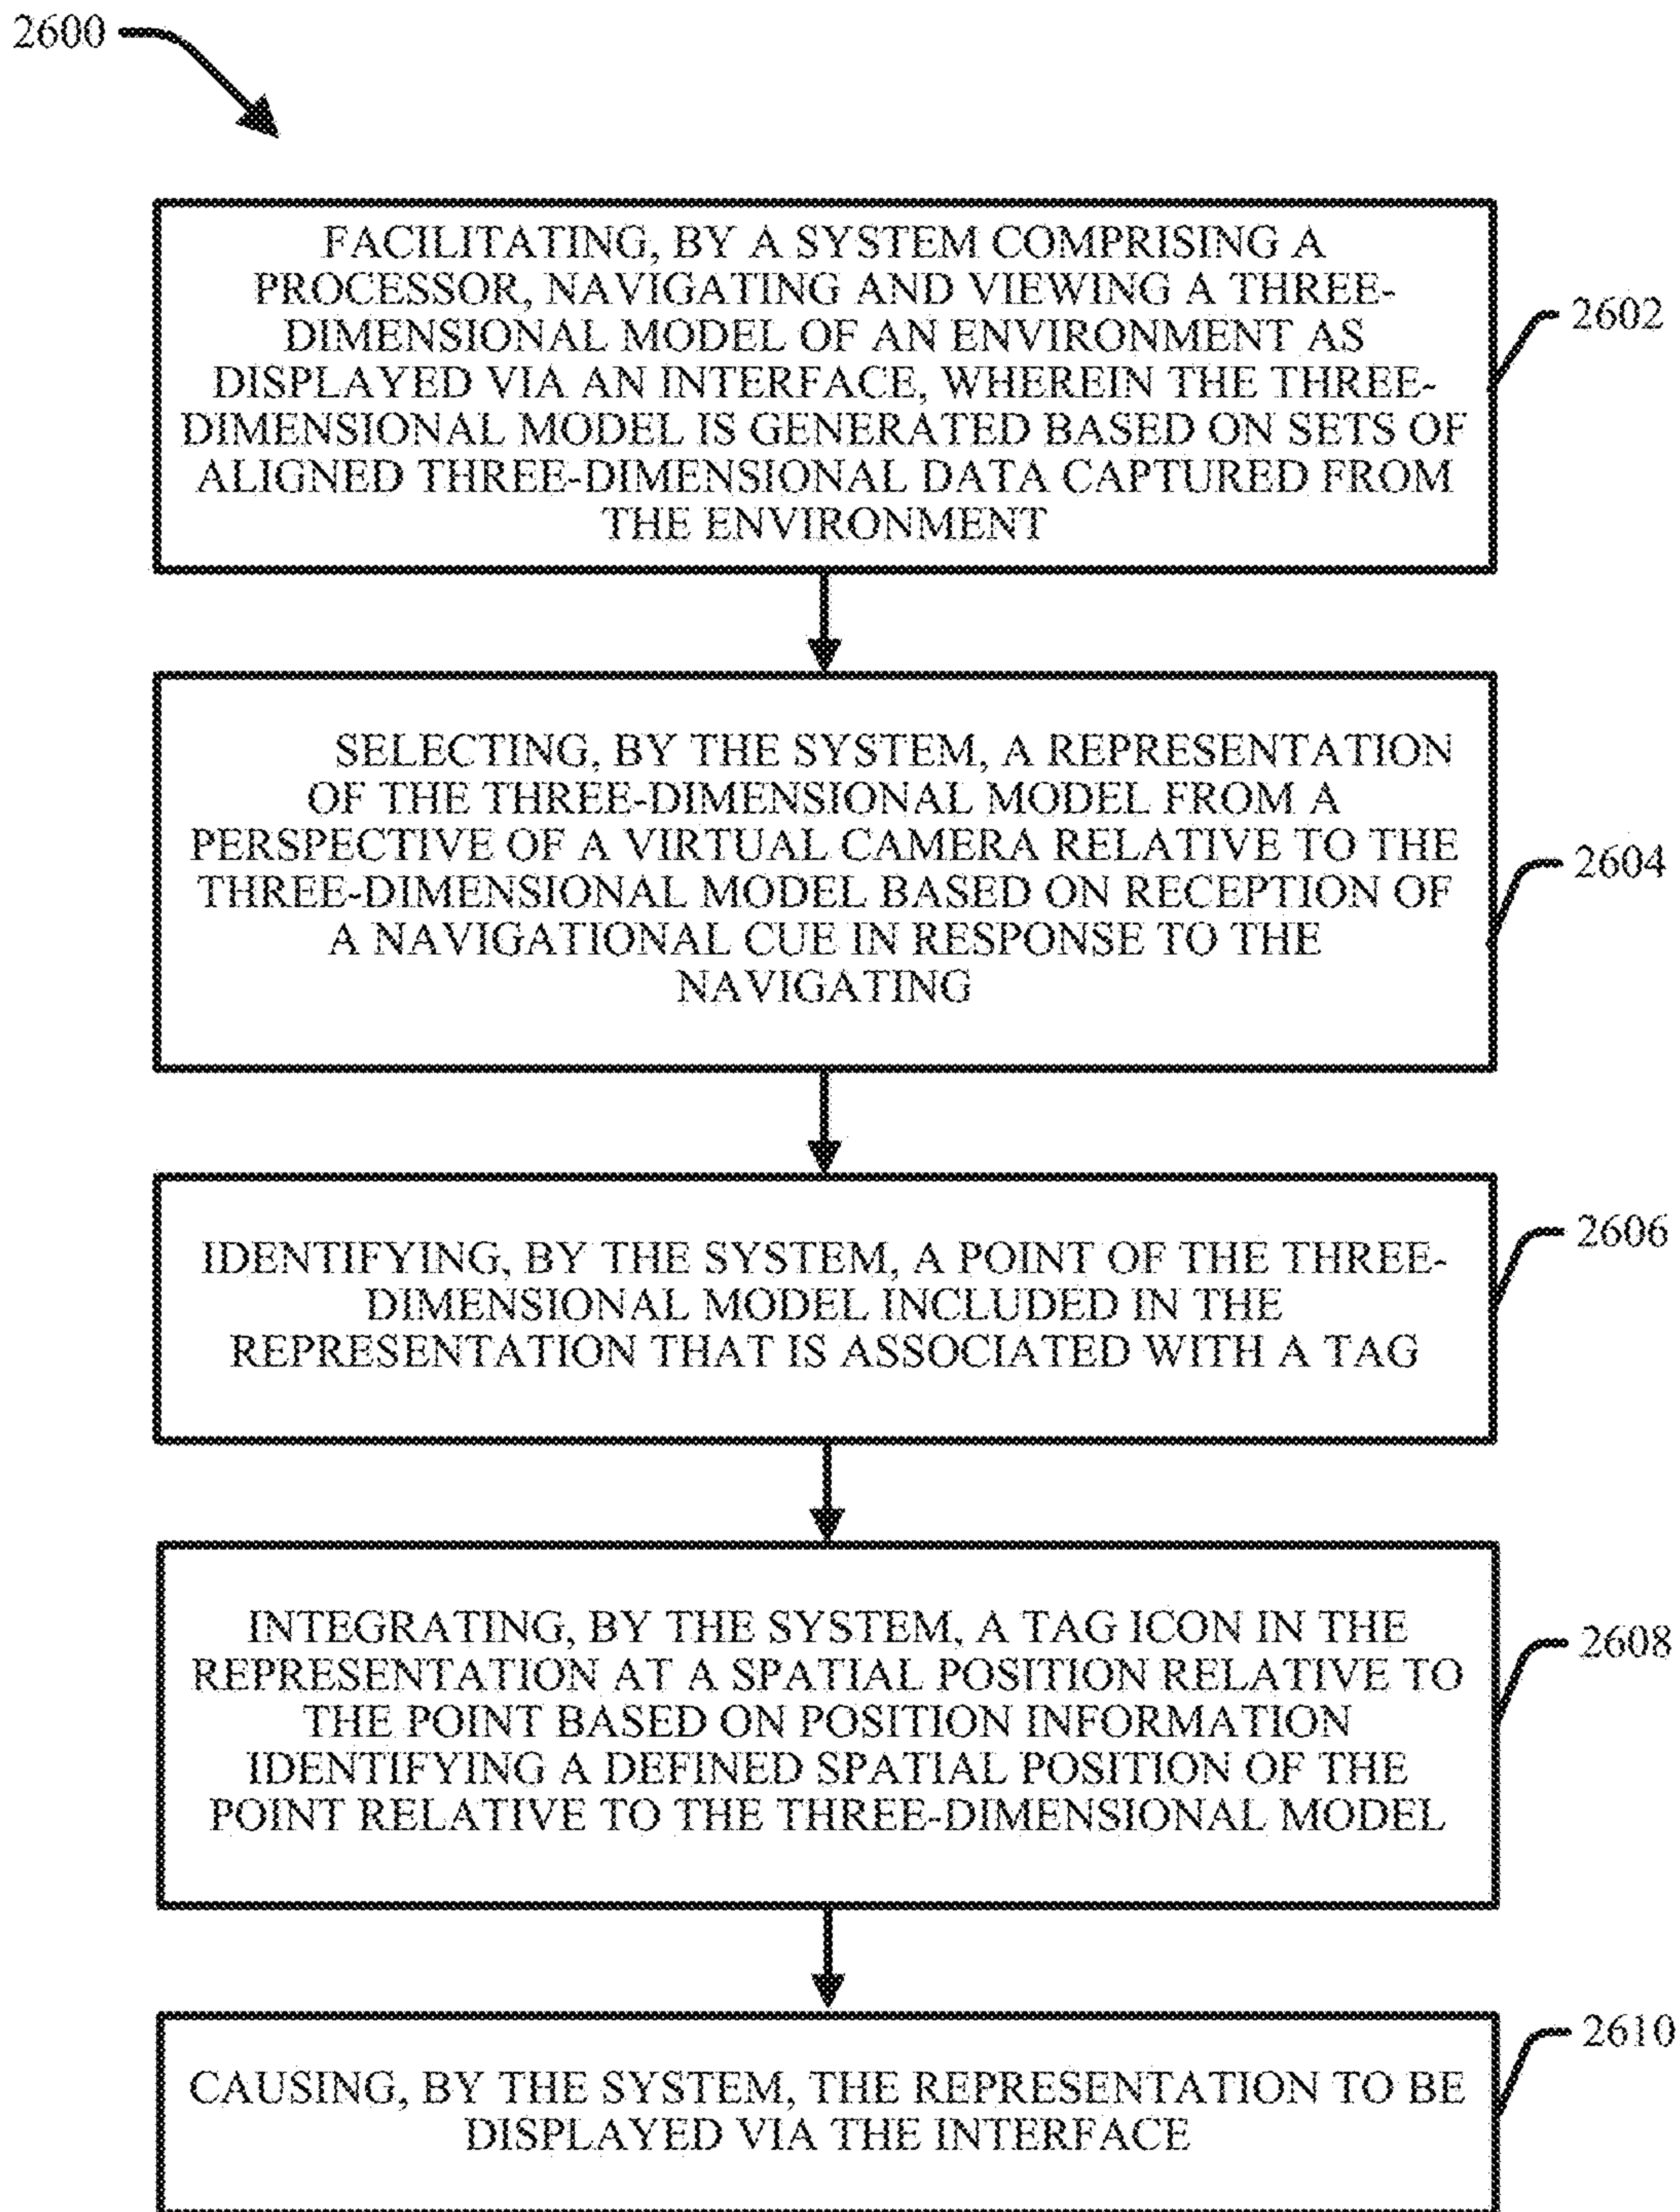 2600
FACILITATING, BY A SYSTEM COMPRISING A
PROCESSOR, NAVIGATING AND VIEWING A THREE-
DIMENSIONAL MODEL OF AN ENVIRONMENT AS
DISPLAYED VIA AN INTERFACE, WHEREIN THE THREE-
DIMENSIONAL MODEL IS GENERATED BASED ON SETS OF
ALIGNED THREE-DIMENSIONAL DATA CAPTURED FROM
THE ENVIRONMENT
2602
SELECTING, BY THE SYSTEM, A REPRESENTATION
OF THE THREE-DIMENSIONAL MODEL FROM A
PERSPECTIVE OF A VIRTUAL CAMERA RELATIVE TO THE
THREE-DIMENSIONAL MODEL BASED ON RECEPTION OF
A NAVIGATIONAL CUE IN RESPONSE TO THE
NAVIGATING
2604
IDENTIFYING, BY THE SYSTEM, A POINT OF THE THREE-
DIMENSIONAL MODEL INCLUDED IN THE
REPRESENTATION THAT IS ASSOCIATED WITH A TAG
2606
INTEGRATING, BY THE SYSTEM, A TAG ICON IN THE
REPRESENTATION AT A SPATIAL POSITION RELATIVE TO
THE POINT BASED ON POSITION INFORMATION
IDENTIFYING A DEFINED SPATIAL POSITION OF THE
POINT RELATIVE TO THE THREE-DIMENSIONAL MODEL
2608
CAUSING, BY THE SYSTEM, THE REPRESENTATION TO BE
DISPLAYED VIA THE INTERFACE
2610